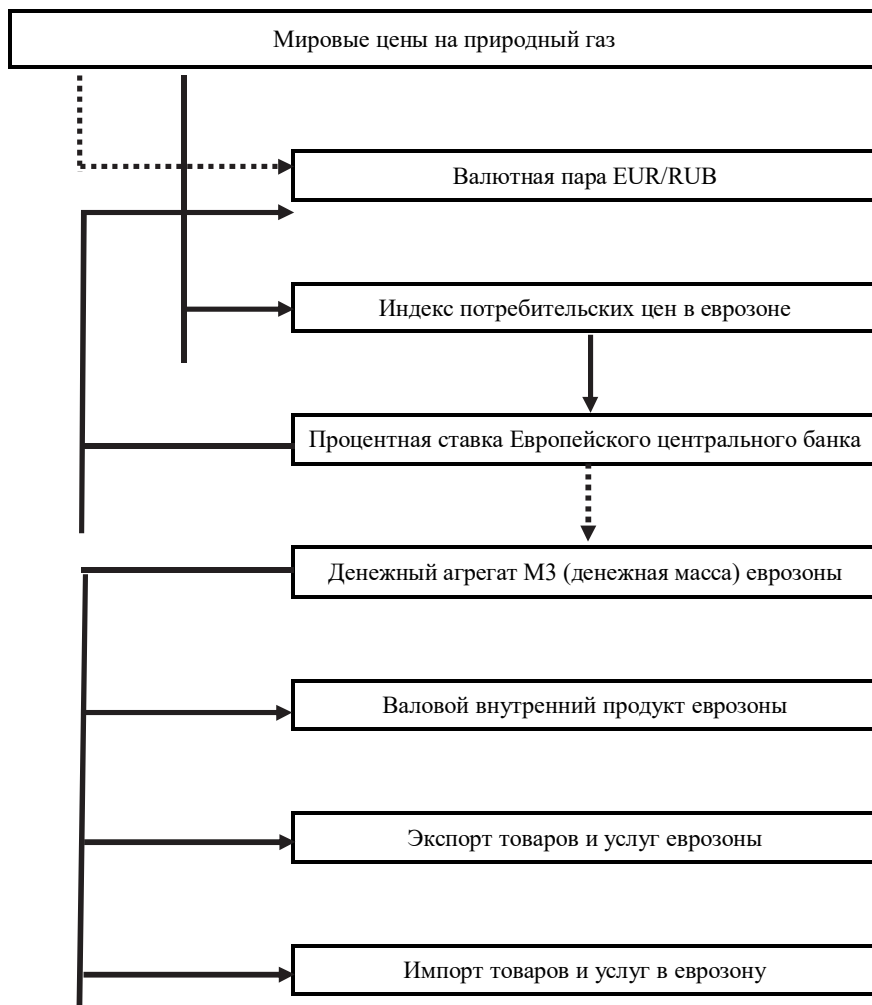 Мировые цены на природный газ
Валютная пара EUR/RUB
Индекс потребительских цен в еврозоне
Процентная ставка Европейского центрального банка
Денежный агрегат М3 (денежная масса) еврозоны
Валовой внутренний продукт еврозоны
Экспорт товаров и услуг еврозоны
Импорт товаров и услуг в еврозону